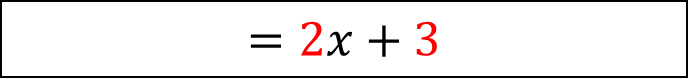 = 2x + 3